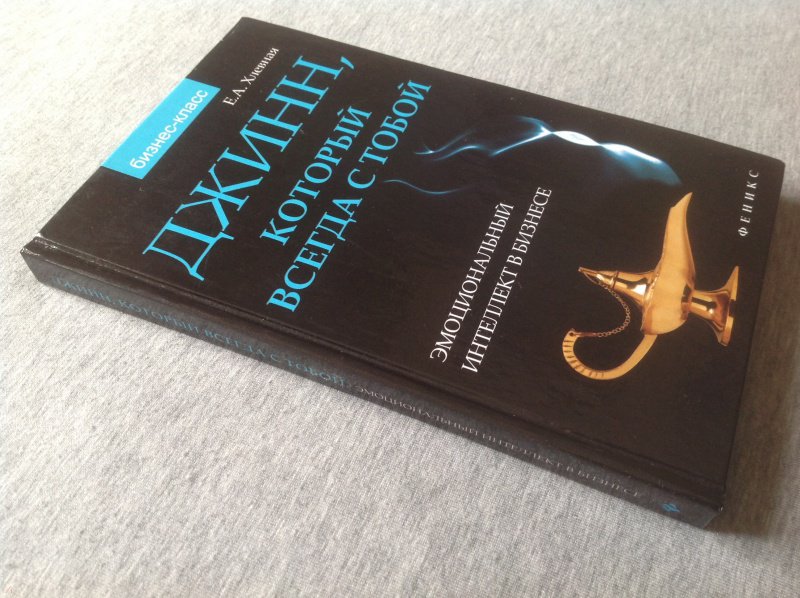 бизнес-класс
Е.А. Хлевная
ДЖИНН,
КОТОРЫЙ
ВСЕГДА С ТОБОЙ
ЭМОЦИОНАЛЬНЫЙ
ИНТЕЛЛЕКТ В БИЗНЕСЕ
ФЕНИКС
ДЖИНН, КОТОРЫЙ ВСЕГДА С ТОБОЙ: ЭМОЦИОНАЛЬНЫЙ ИНТЕЛЛЕКТ В БИЗНЕСЕ